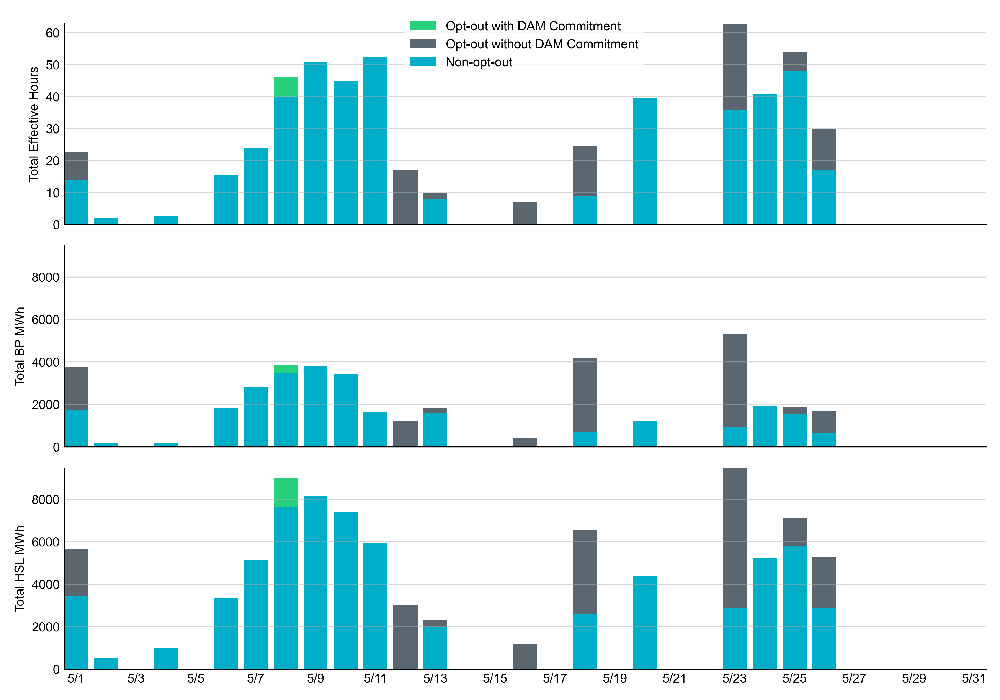 Opt-out with DAM Commitment
Opt-out without DAM Commitment
Non-opt-out
Total Effective Hours
60
50
40
30
20
10
0
Total BP MWh
8000
6000
4000
2000
0
Total HSL MWh
8000
6000
4000
2000
0
5/1 5/3 5/5 5/7 5/9 5/11 5/13 5/15 5/17 5/19 5/21 5/23 5/25 5/27 5/29 5/31